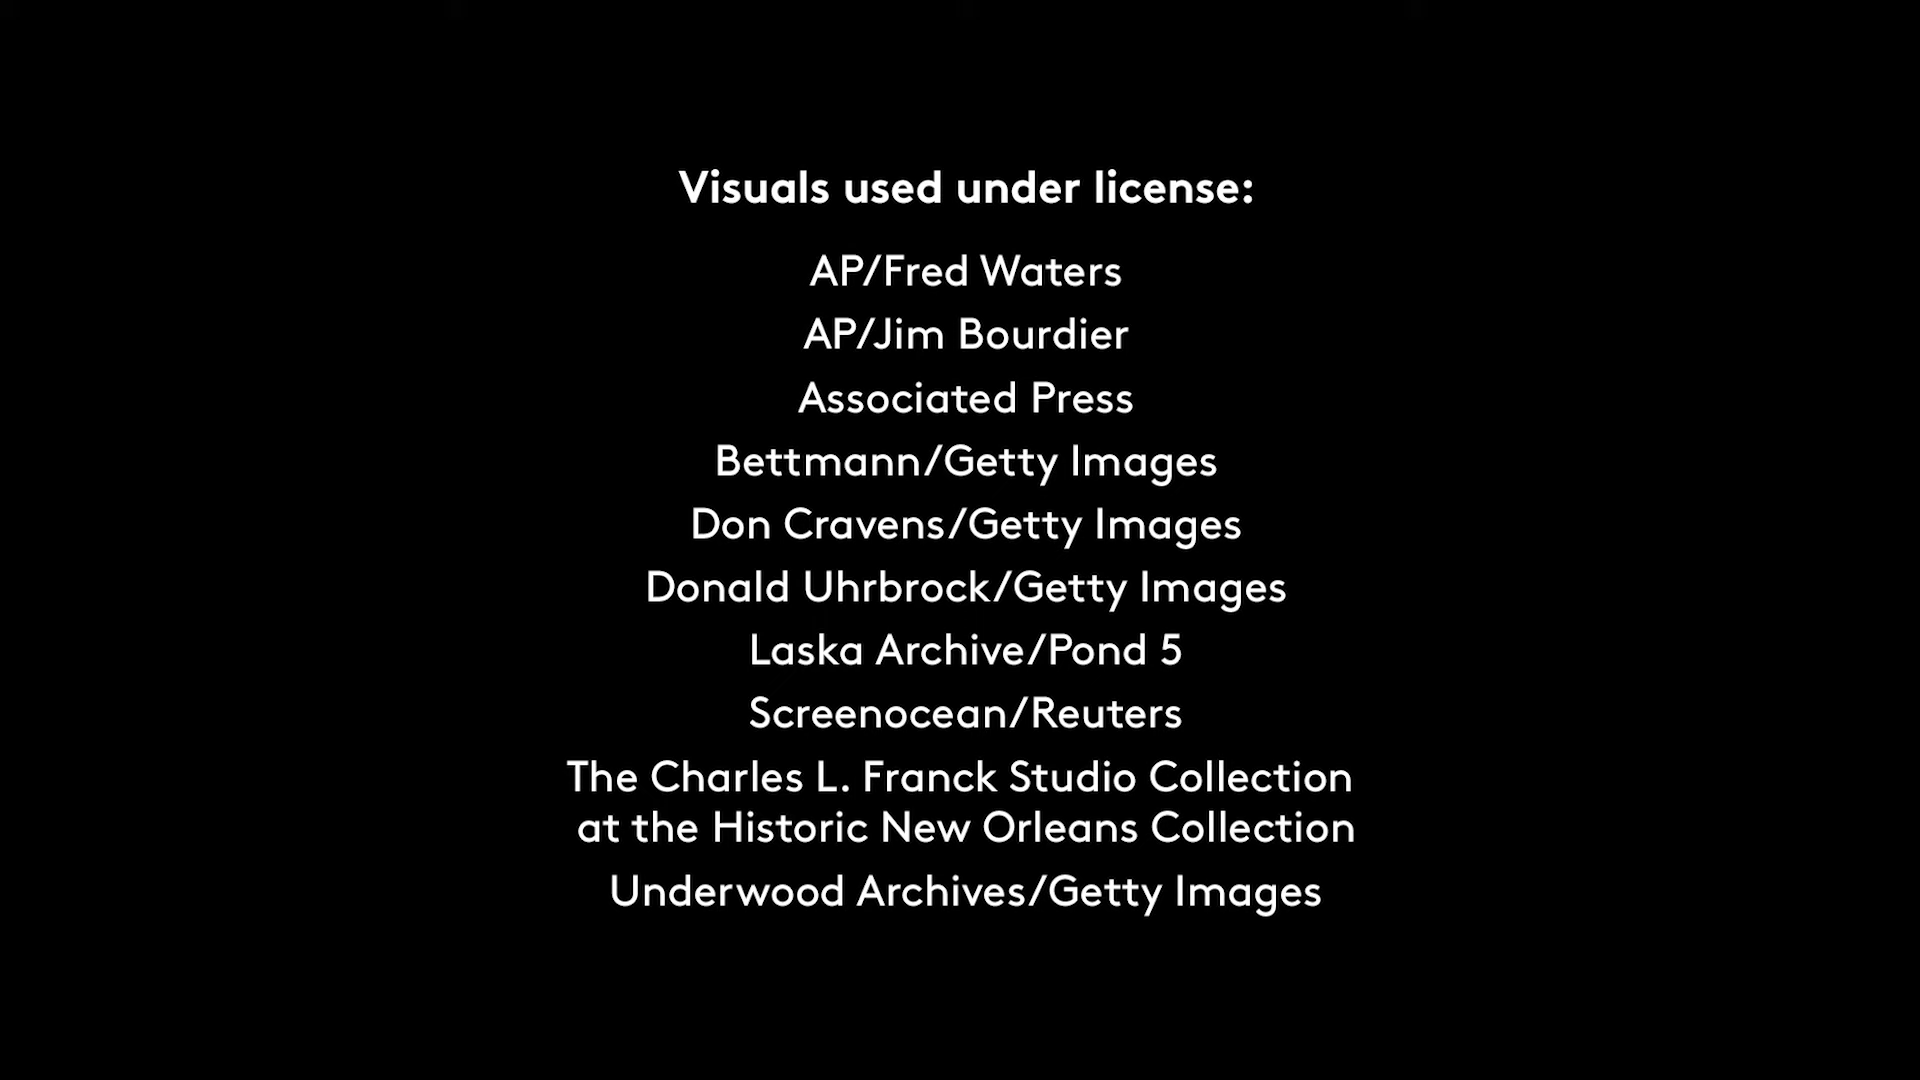 Visuals used under license:
AP/Fred Waters
AP/Jim Bourdier
Associated Press
Bettmann/Getty Images
Don Cravens/Getty Images
Donald Uhrbrock/Getty Images
Laska Archive/Pond 5
Screenocean/Reuters
The Charles L. Franck Studio Collection
at the Historic New Orleans Collection
Underwood Archives/Getty Images